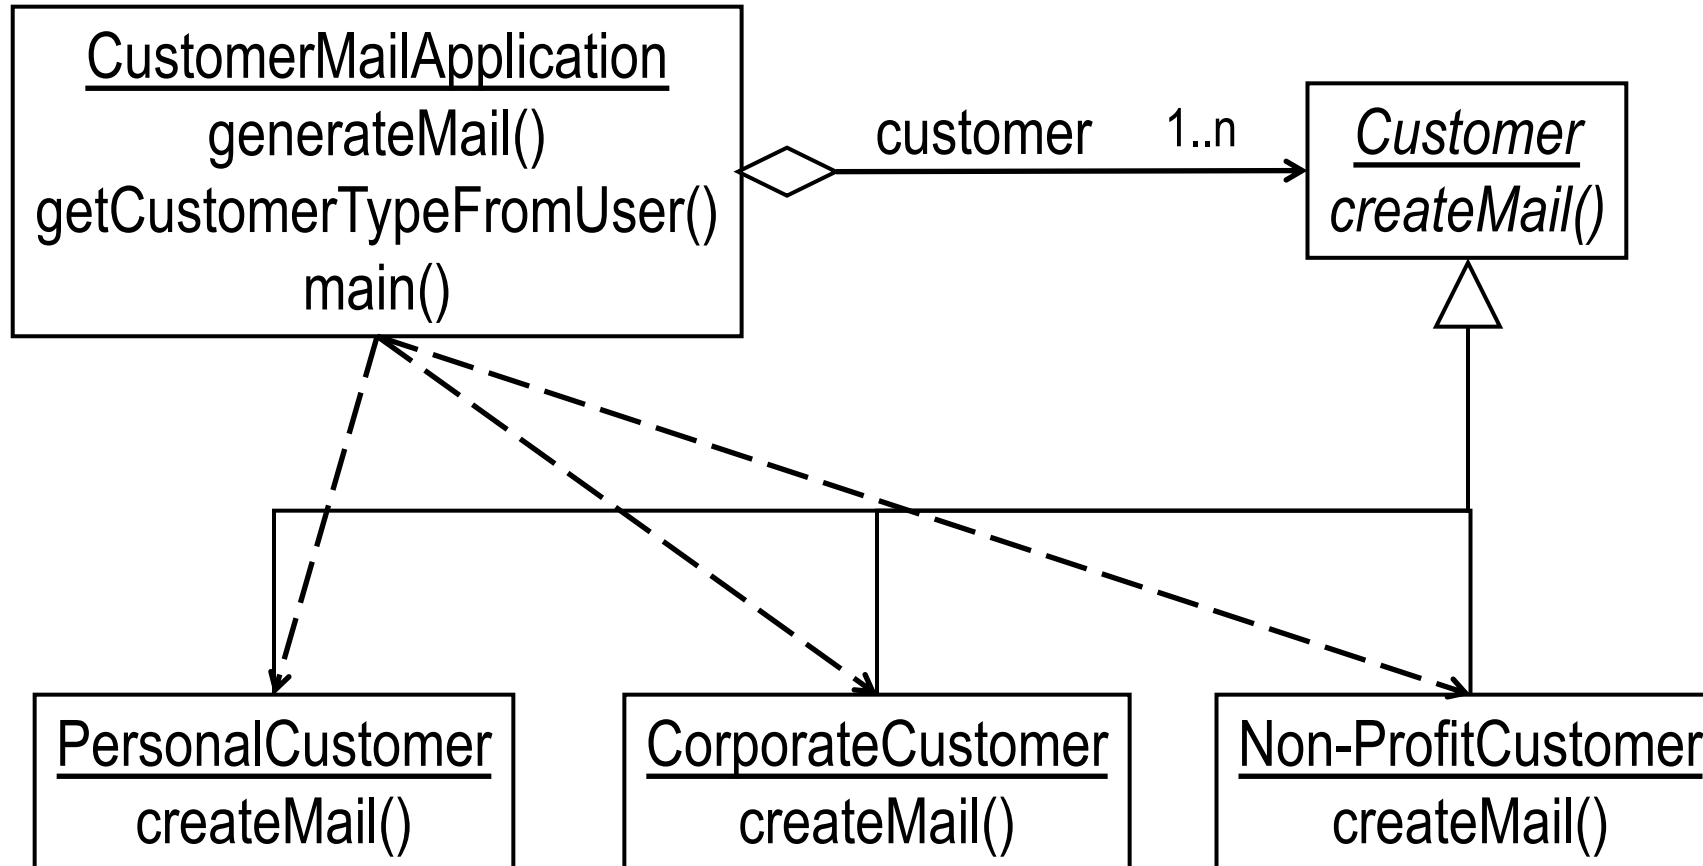 CustomerMailApplication
generateMail()
getCustomerTypeFromUser()
main()
customer 1..n
Customer
createMail()
PersonalCustomer
createMail()
CorporateCustomer
createMail()
Non-ProfitCustomer
createMail()